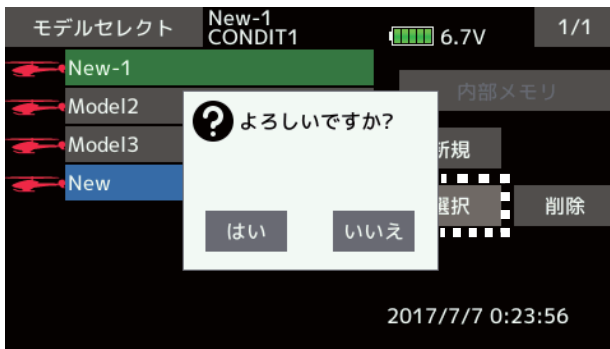 モデルセレクト
New-1
CONDIT1
6.7V
1/1
New-1
Model2
Model3
New
内部メモリ
新規
選択
削除
よろしいですか?
はい
いいえ
2017/7/7 0:23:56